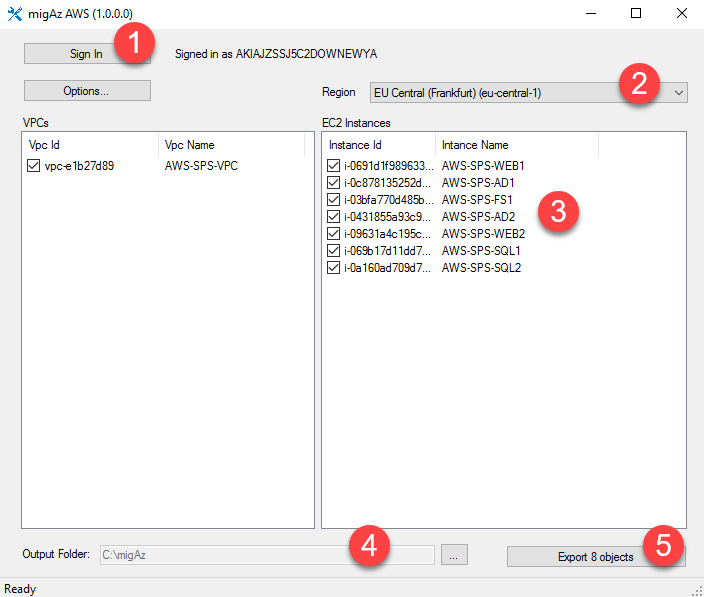 migAz AWS (1.0.0.0)
1
Sign In
Signed in as AKIAJZSSJ5C2DOWNEWYA
Options...
Region
EU Central (Frankfurt) (eu-central-1)
2
VPCs
EC2 Instances
Vpc Id
Vpc Name
Instance Id
Intance Name
vpc-e1b27d89
AWS-SPS-VPC
i-0691d1f989633...
AWS-SPS-WEB1
i-0c878135252d...
AWS-SPS-AD1
i-03bfa770d485b...
AWS-SPS-FS1
3
i-0431855a93c9...
AWS-SPS-AD2
i-09631a4c195c...
AWS-SPS-WEB2
i-069b17d11dd7...
AWS-SPS-SQL1
i-0a160ad709d7...
AWS-SPS-SQL2
Output Folder:
C:\migAz
4
...
Export 8 objects
5
Ready